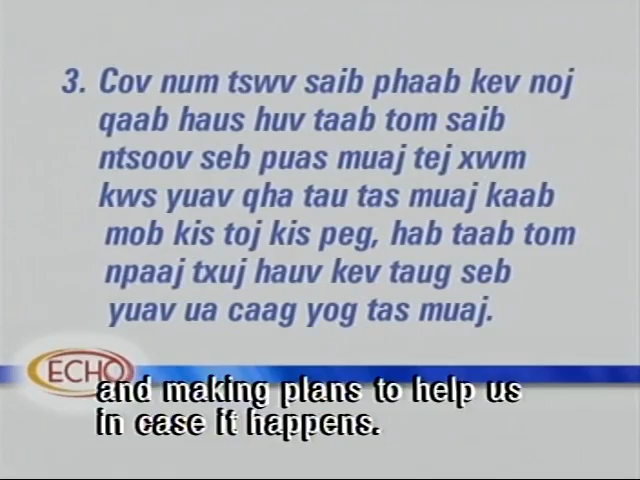 3. Cov num tswv saib phaab kev noj
qaab haus huv taab tom saib
ntsoov seb puas muaj tej xwm
kws yuav qha tau tas muaj kaab
mob kis toj kis peg, hab taab tom
npaaj txuj hauv kev taug seb
yuav ua caag yog tas muaj.
ECHO
and making plans to help us
in case it happens.